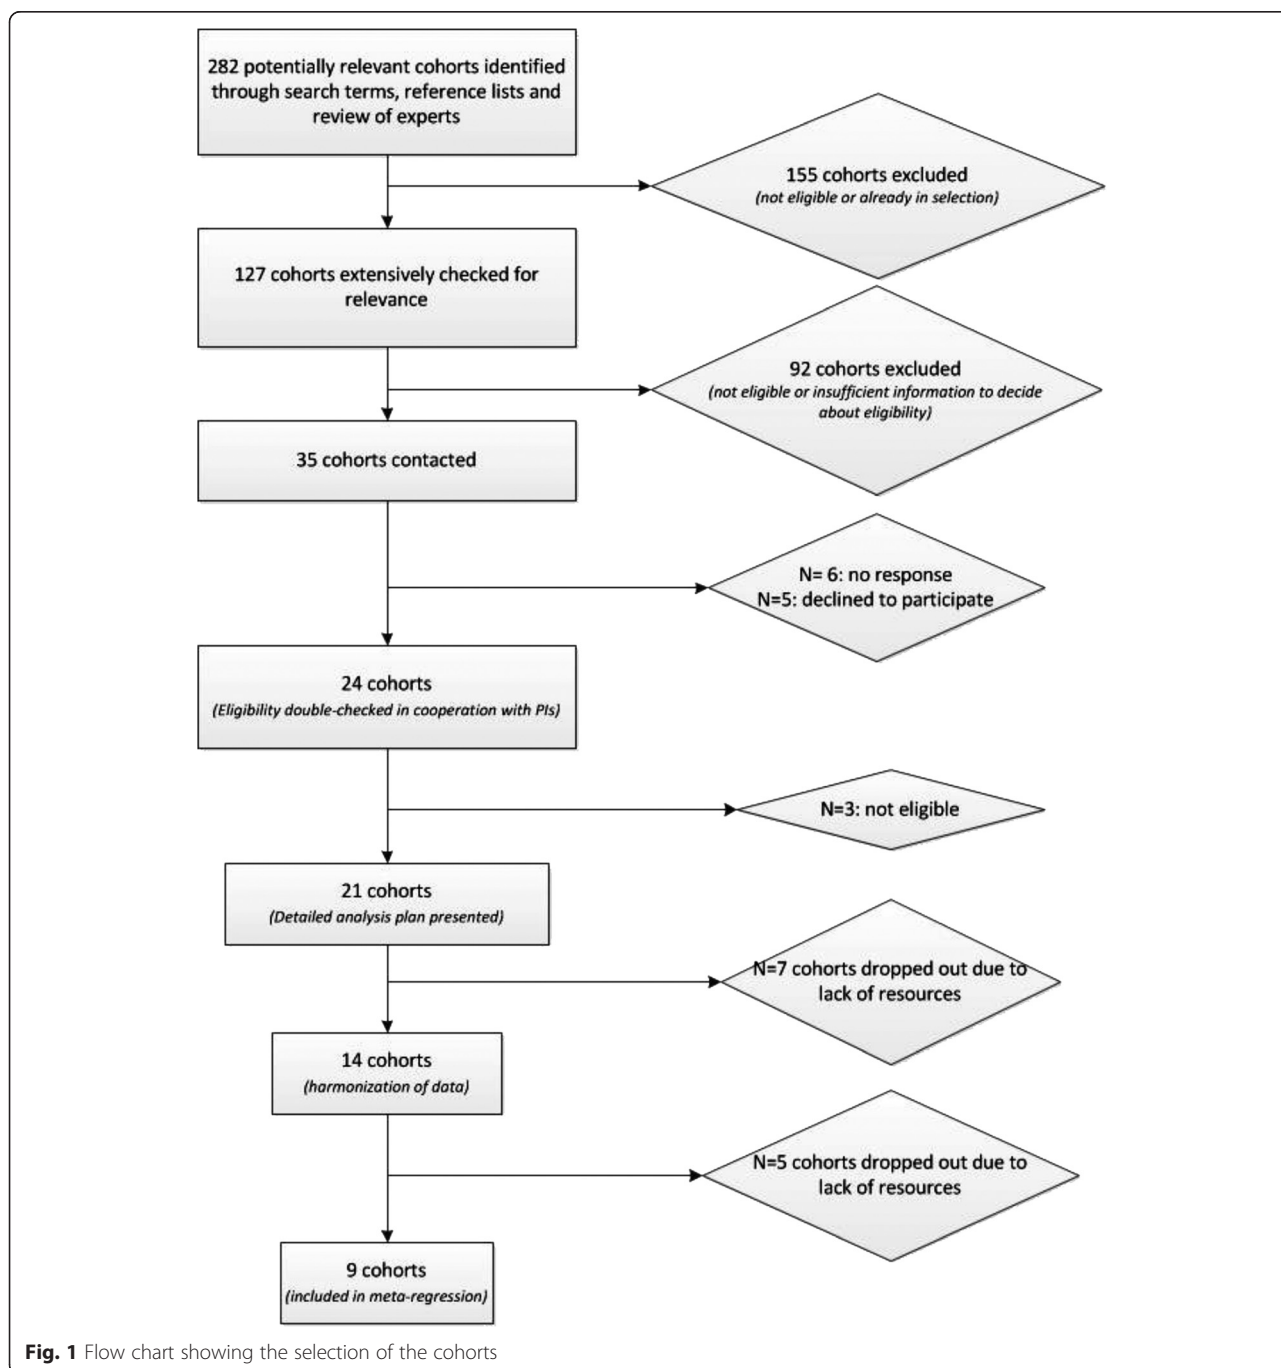 282 potentially relevant cohorts identified
through search terms, reference lists and
review of experts
155 cohorts excluded
(not eligible or already in selection)
127 cohorts extensively checked for
relevance
92 cohorts excluded
(not eligible or insufficient information to decide
about eligibility)
35 cohorts contacted
N= 6: no response
N=5: declined to participate
24 cohorts
(Eligibility double-checked in cooperation with PIs)
N=3: not eligible
21 cohorts
(Detailed analysis plan presented)
N=7 cohorts dropped out due to
lack of resources
14 cohorts
(harmonization of data)
N=5 cohorts dropped out due to
lack of resources
9 cohorts
(included in meta-regression)
Fig. 1 Flow chart showing the selection of the cohorts